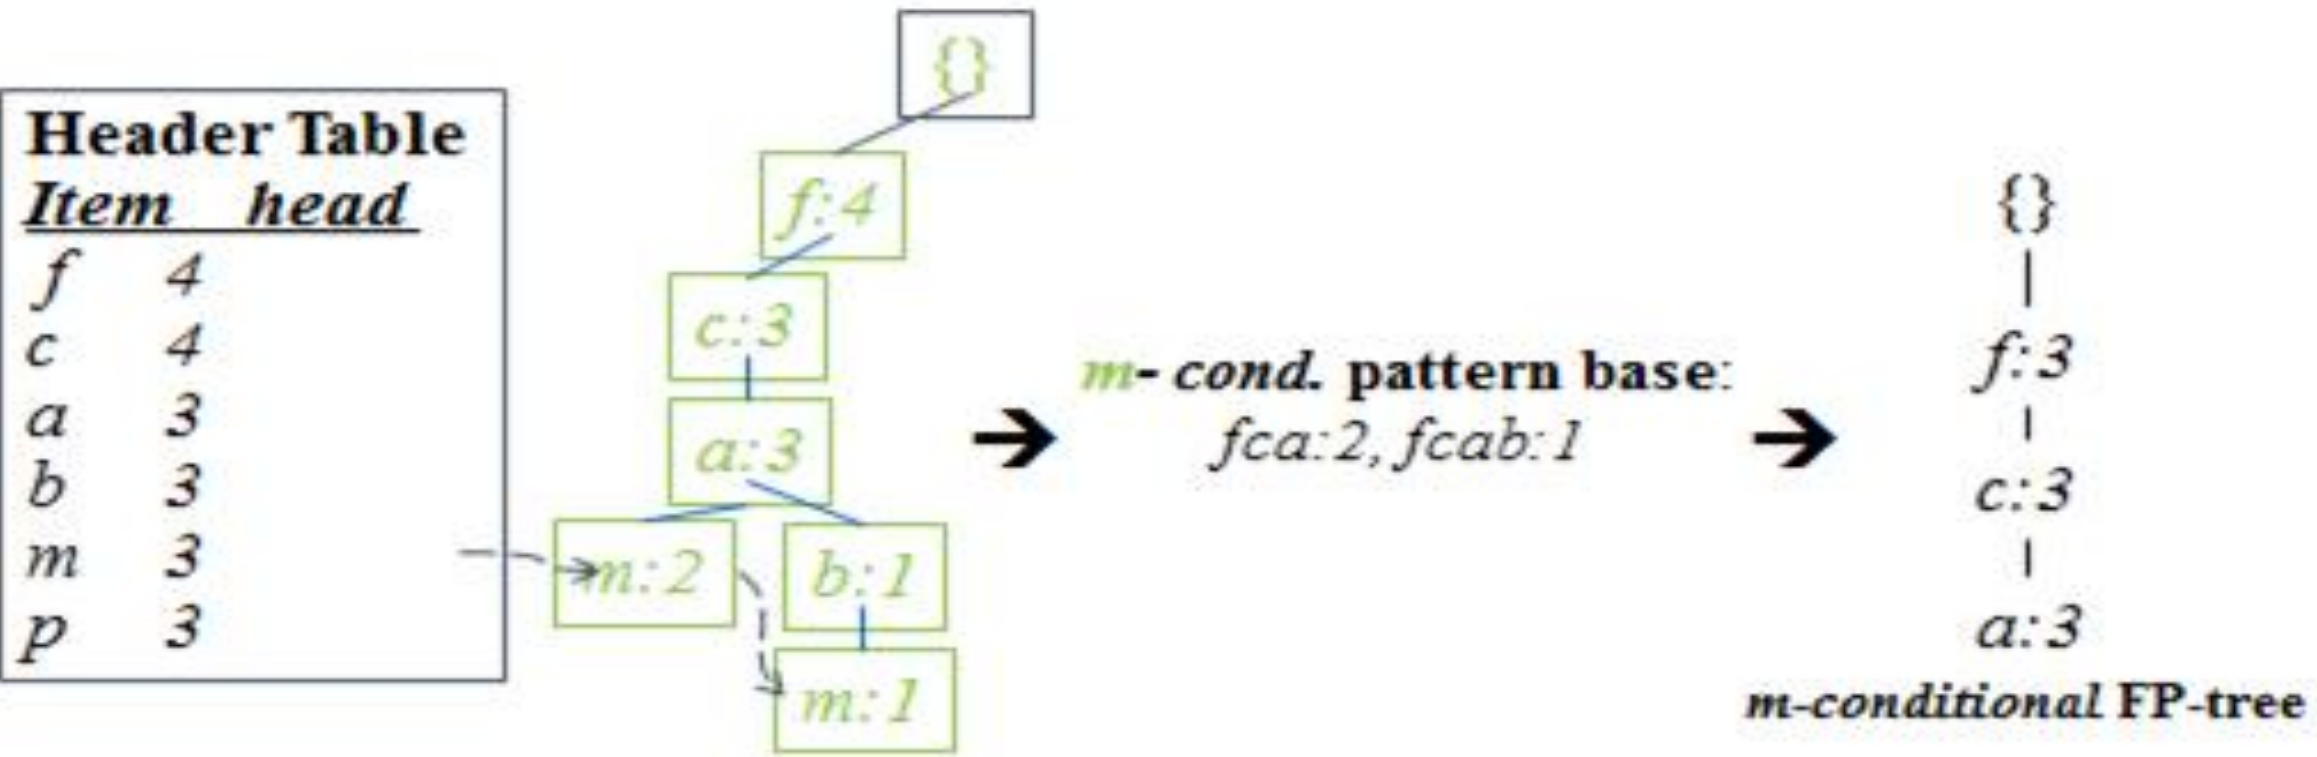 Header Table
Item head
f 4
c 4
a 3
b 3
m 3
p 3
{}
f:4
c:3
a:3
m:2
b:1
m:1
m- cond. pattern base:
fca:2, fcab:1
{}
f:3
c:3
a:3
m-conditional FP-tree